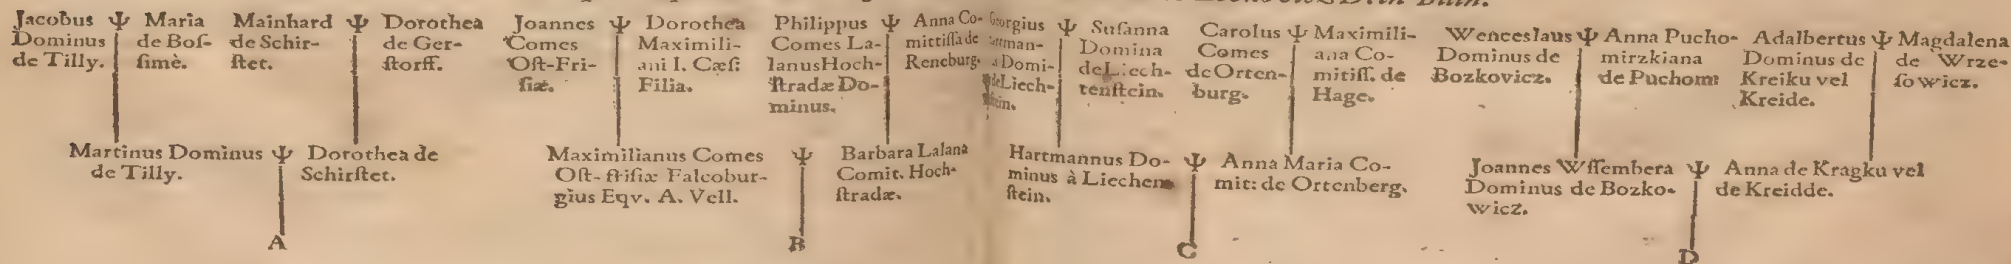 Jacobus
Dominus
de Tilly.
Ψ
Maria
de Boſ-
ſimè.
Mainhard
de Schir-
ſtet.
Ψ
Dorothea
de Ger-
ſtorff.
Joannes
Comes
Oſt-Fri-
ſiæ.
Ψ
Dorothea
Maximili-
ani I. Cæſ:
Filia.
Philippus
Comes La-
lanus Hoch-
ſtradæ Do-
minus.
Ψ
Anna Co-
mitiſſa de
Reneburg.
Georgius
Domi-
de Liech-
Ψ
Suſanna
Domina
de Liech-
tenſtein.
Carolus
Comes
de Orten-
burg.
Ψ
Maximili-
ana Co-
mitiſſ. de
Hage.
Wenceslaus
Dominus de
Bozkovicz.
Ψ
Anna Pucho-
mirzkiana
de Puchom:
Adalbertus
Dominus de
Kreiku vel
Kreide.
Ψ
Magdalena
de Wrze-
ſowicz.
Martinus Dominus
de Tilly.
Ψ
Dorothea de
Schirſtet.
Maximilianus Comes
Oſt-friſiæ Falcobur-
gius Eqv. A. Vell.
Ψ
Barbara Lalana
Comit. Hoch-
ſtradæ.
Hartmannus Do-
minus à Liechen-
ſtein.
Ψ
Anna Maria Co-
mit: de Ortenberg.
Joannes Wſſembera
Dominus de Bozko-
wicz.
Ψ
Anna de Kragku vel
de Kreidde.
A
B
C
D